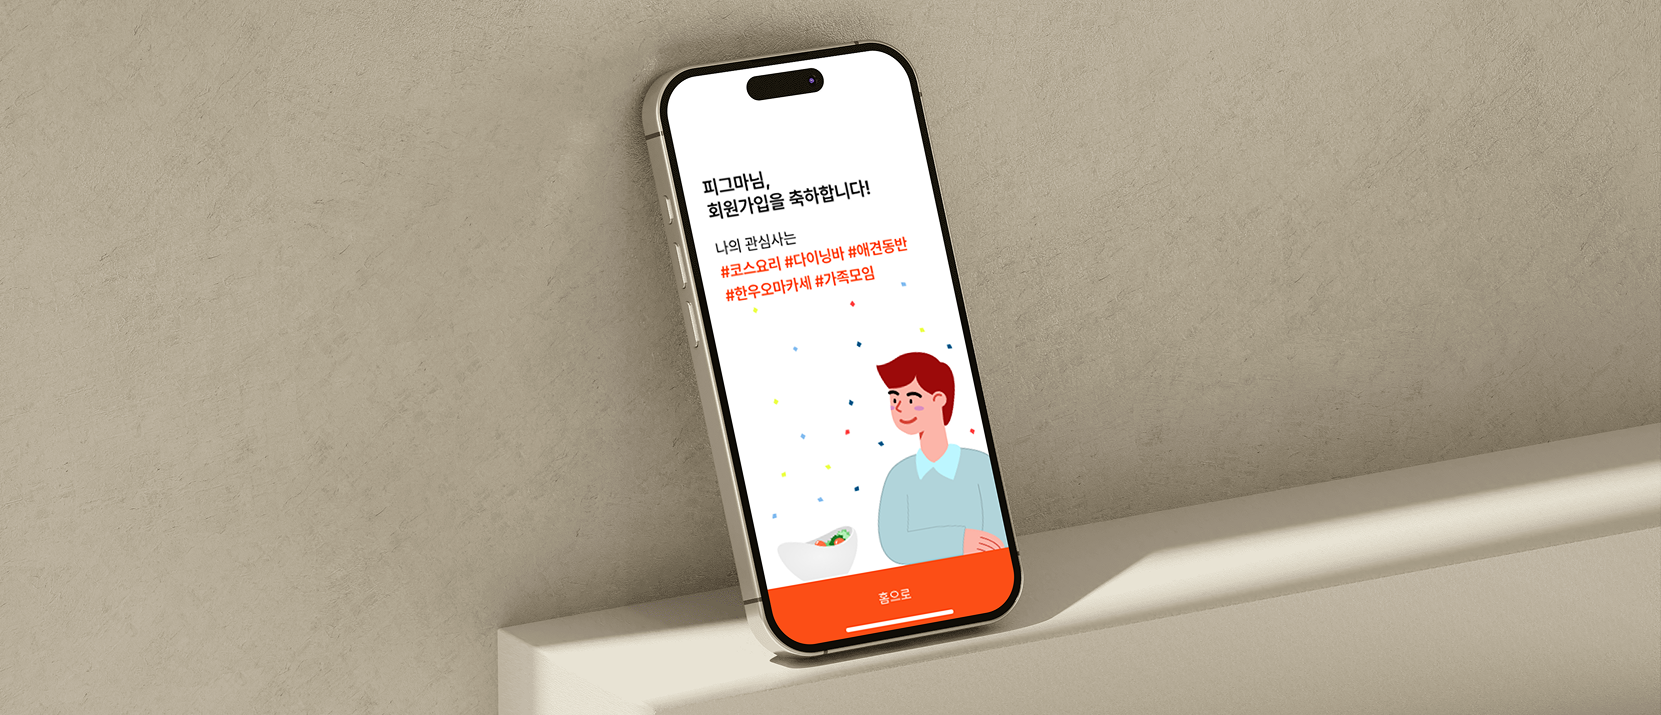 피그마님,
회원가입을 축하합니다!
나의 관심사는
#코스요리 #다이닝바 #애견동반
#한우오마카세 #가족모임
홈으로